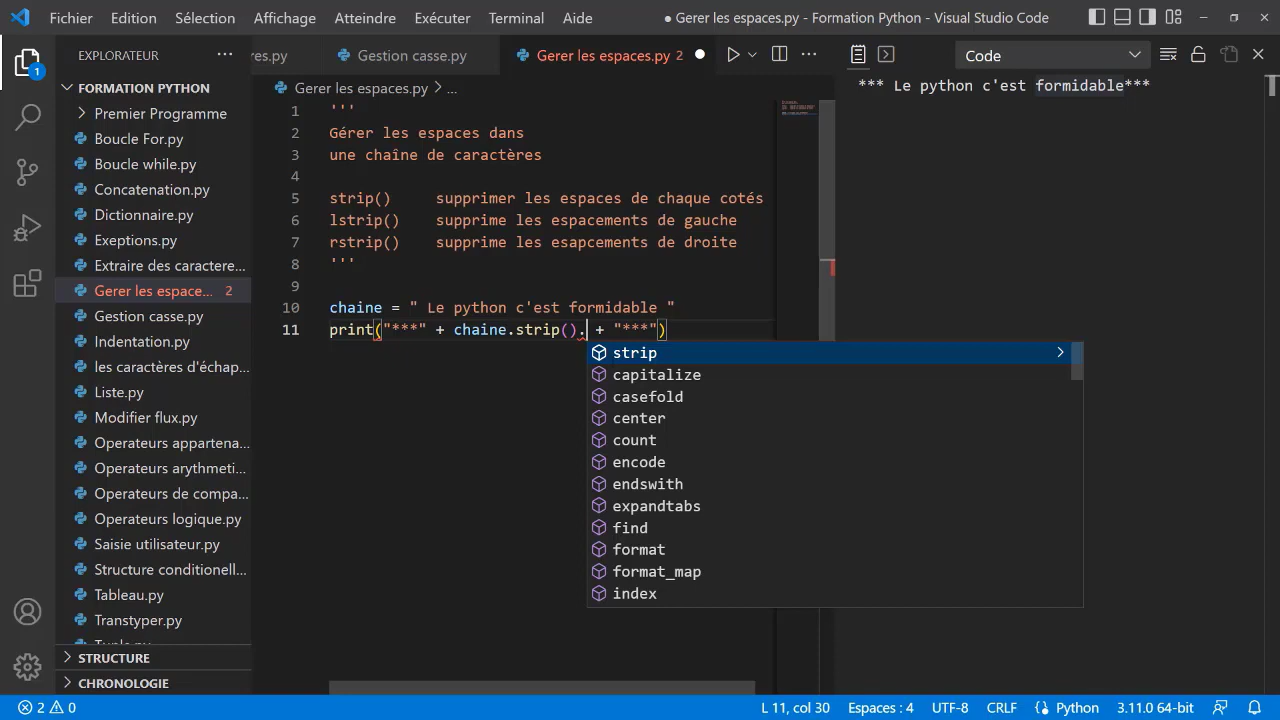 Fichier Edition Sélection Affichage Atteindre Exécuter Terminal Aide ● Gerer les espaces.py - Formation Python - Visual Studio Code
EXPLORATEUR ···
res.py Gestion casse.py Gerer les espaces.py 2 ● ···
Code
Gerer les espaces.py > ...
*** Le python c'est formidable***
1
FORMATION PYTHON
Premier Programme
Boucle For.py
Boucle while.py
Concatenation.py
Dictionnaire.py
Exeptions.py
Extraire des caractere...
Gerer les espace... 2
Gestion casse.py
Indentation.py
les caractères d'échap...
Liste.py
Modifier flux.py
Operateurs appartena...
Operateurs arythmeti...
Operateurs de compa...
Operateurs logique.py
Saisie utilisateur.py
Structure conditionell...
Tableau.py
Transtyper.py
Tuple.py
STRUCTURE
CHRONOLOGIE
1 '''
2 Gérer les espaces dans
3 une chaîne de caractères
4
5 strip() supprimer les espaces de chaque cotés
6 lstrip() supprime les espacements de gauche
7 rstrip() supprime les esapcements de droite
8 '''
9
10 chaine = " Le python c'est formidable "
11 print("***" + chaine.strip(). + "***")
strip
capitalize
casefold
center
count
encode
endswith
expandtabs
find
format
format_map
index
2 0 L 11, col 30 Espaces : 4 UTF-8 CRLF Python 3.11.0 64-bit